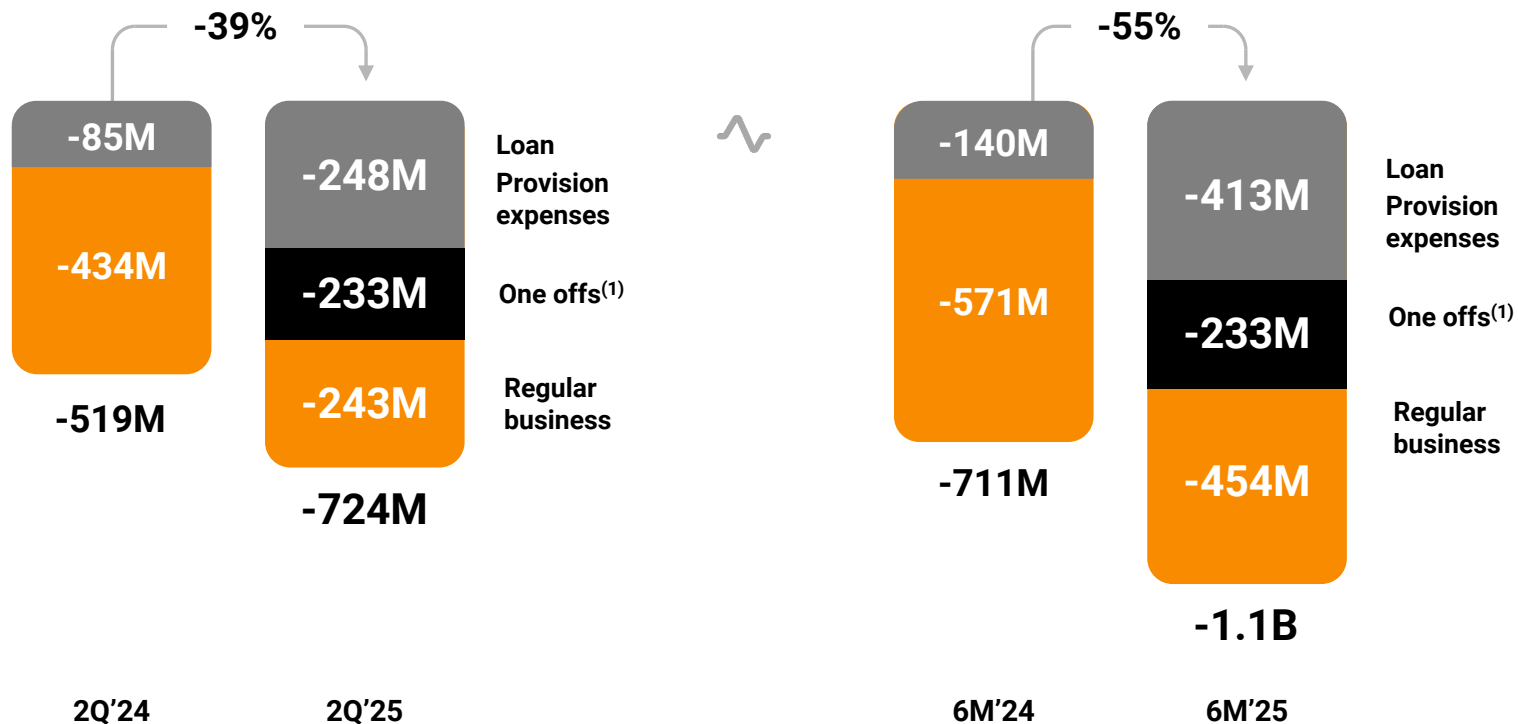 -39%
-85M
-434M
-519M
-248M
-233M
-243M
-724M
Loan
Provision
expenses
One offs(1)
Regular
business
-55%
-140M
-571M
-711M
-413M
-233M
-454M
-1.1B
Loan
Provision
expenses
One offs(1)
Regular
business
2Q’24
2Q’25
6M’24
6M’25